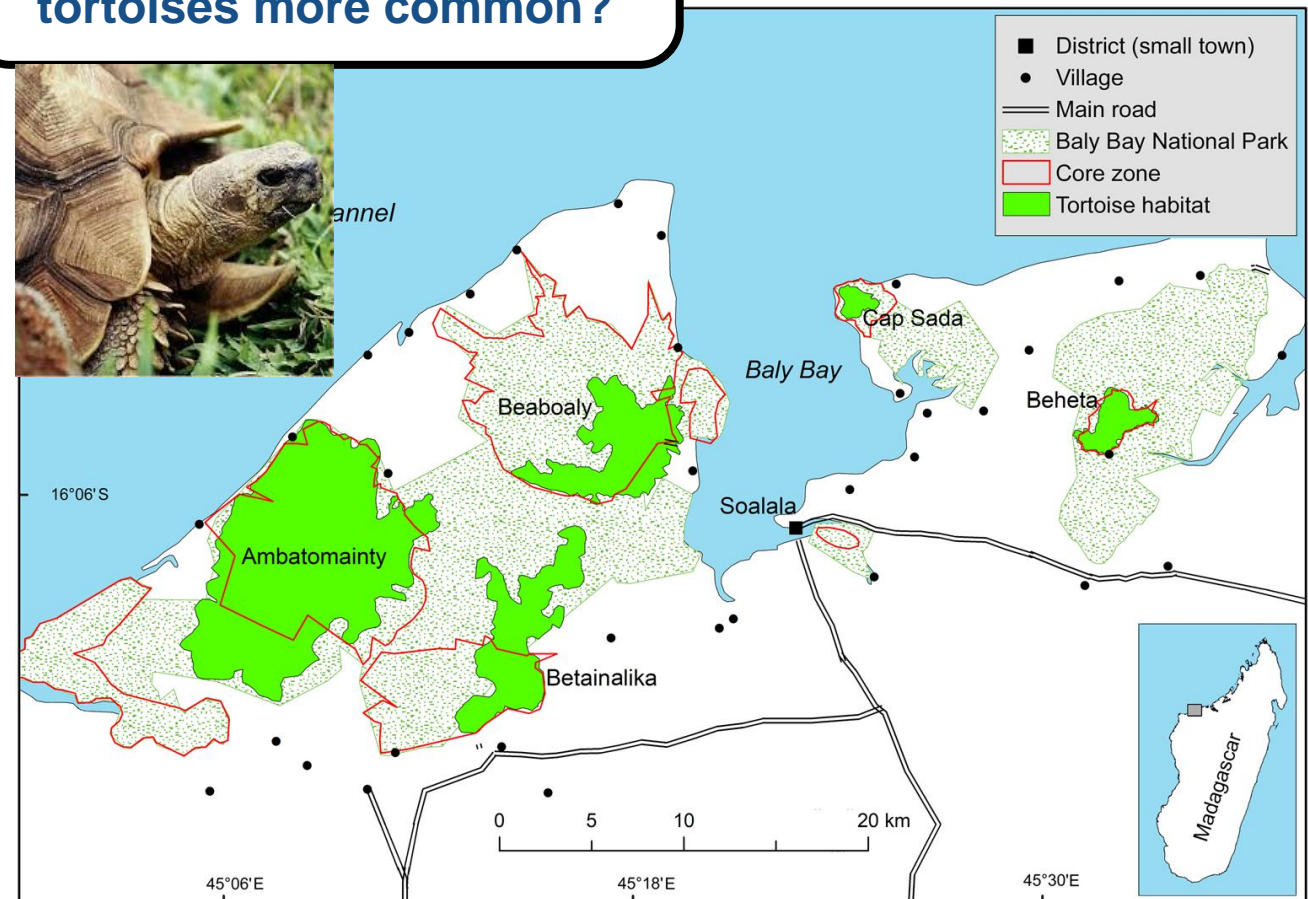 tortoises more common?
District (small town)
Village
Main road
Baly Bay National Park
Core zone
Tortoise habitat
annel
Cap Sada
Baly Bay
Beaboaly
Beheta
16°06'S
Soalala
Ambatomainty
Betainalika
Madagascar
0 5 10 20 km
45°06'E 45°18'E 45°30'E